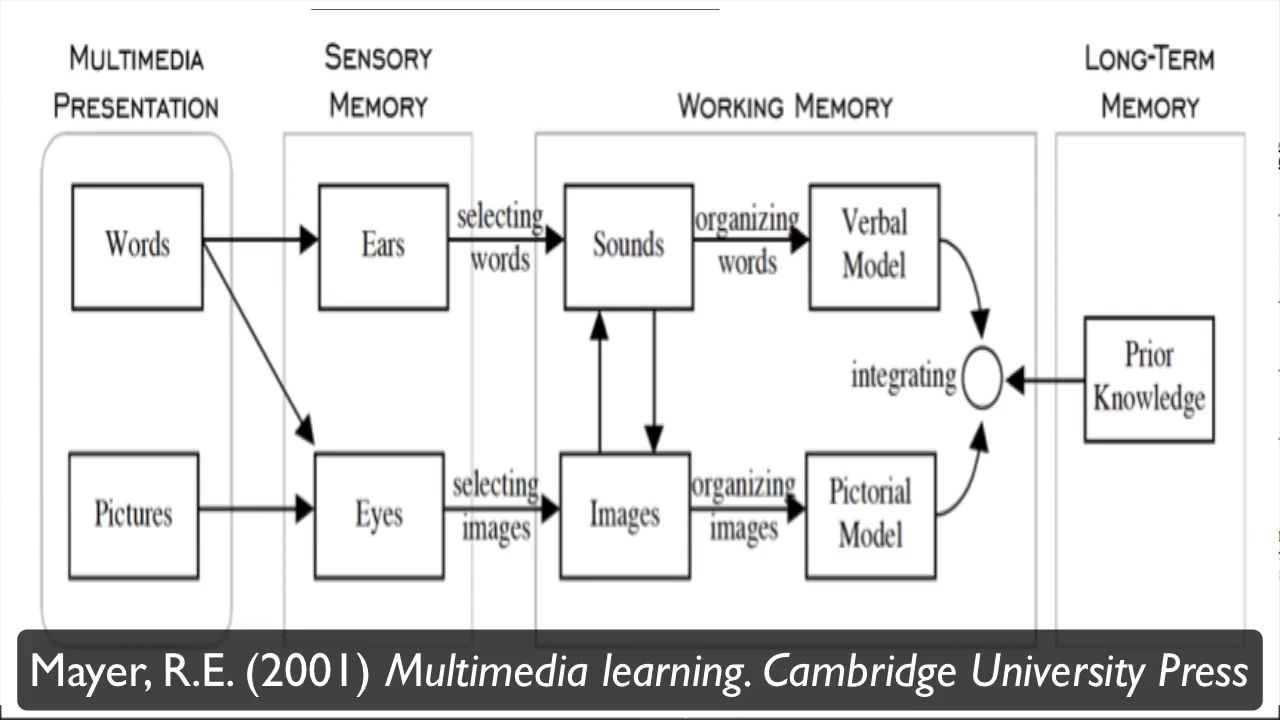 MULTIMEDIA
PRESENTATION
SENSORY
MEMORY
WORKING MEMORY
LONG-TERM
MEMORY
Words
Ears
selecting
words
Sounds
organizing
words
Verbal
Model
integrating
Prior
Knowledge
Pictures
Eyes
selecting
images
Images
organizing
images
Pictorial
Model
Mayer, R.E. (2001) Multimedia learning. Cambridge University Press